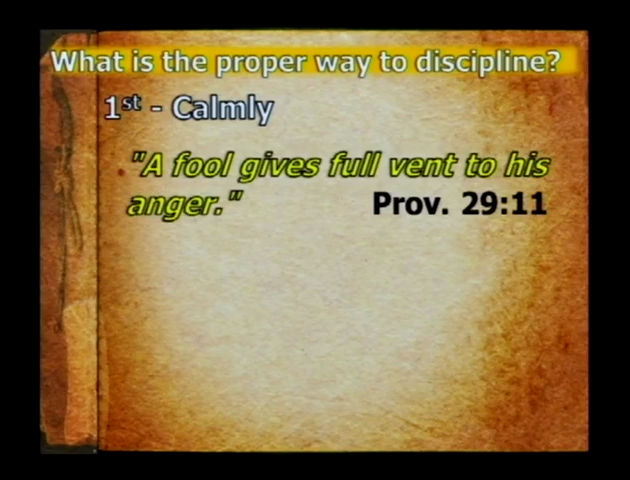 What is the proper way to discipline?
1st - Calmly
"A fool gives full vent to his
anger." Prov. 29:11